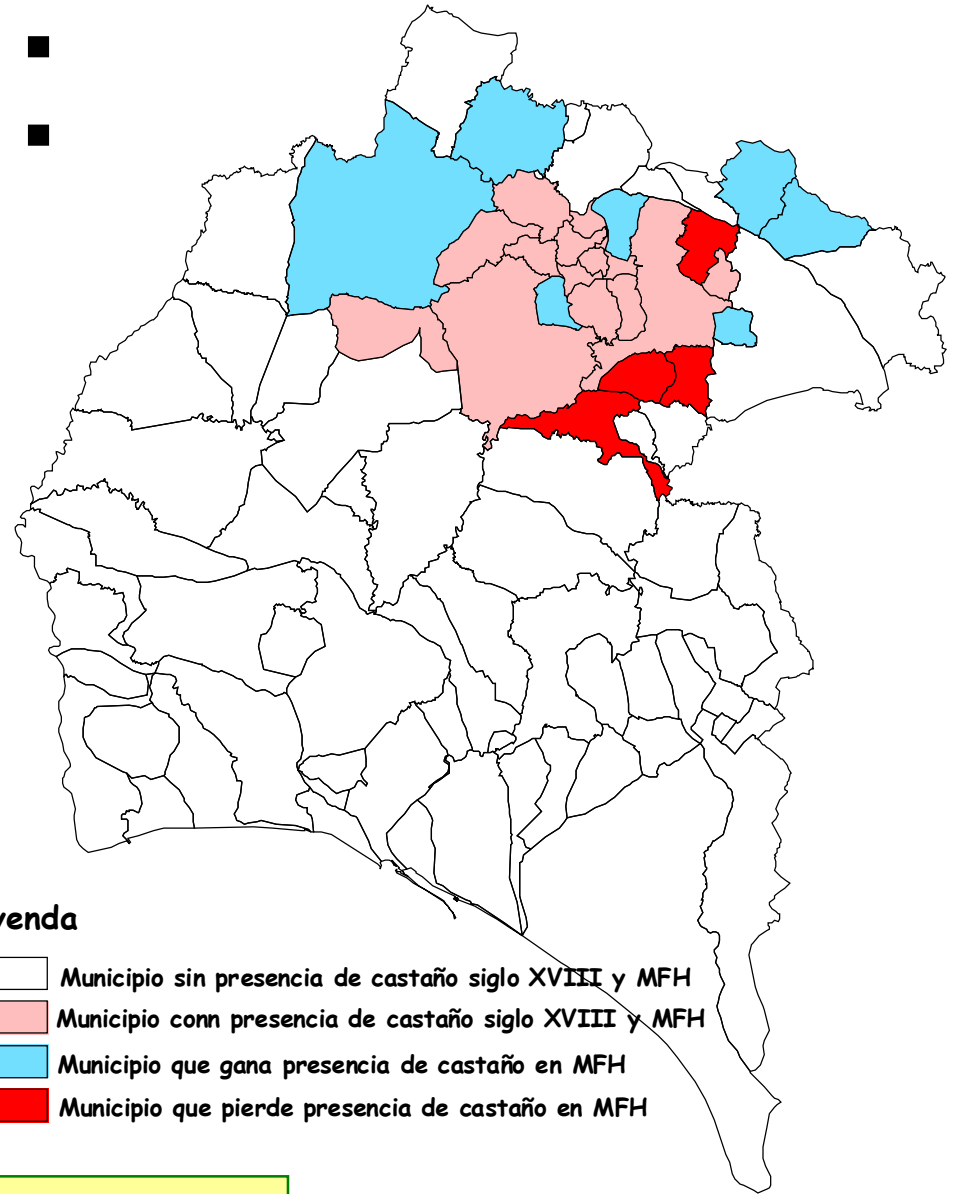 yenda
Municipio sin presencia de castaño siglo XVIII y MFH
Municipio conn presencia de castaño siglo XVIII y MFH
Municipio que gana presencia de castaño en MFH
Municipio que pierde presencia de castaño en MFH